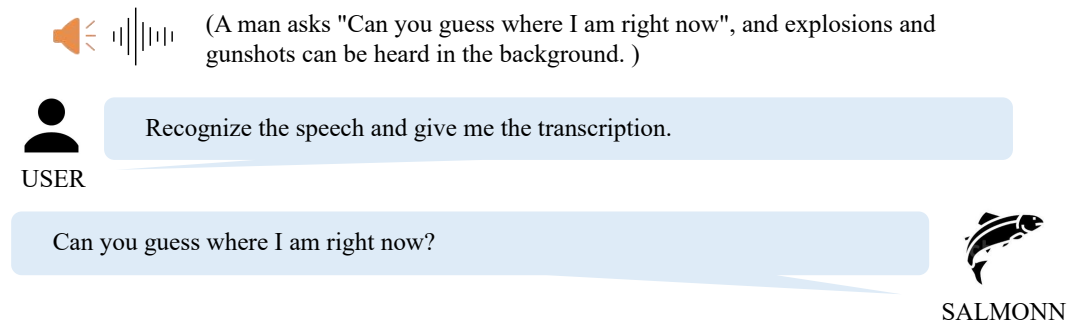 (A man asks "Can you guess where I am right now", and explosions and
gunshots can be heard in the background. )
Recognize the speech and give me the transcription.
USER
Can you guess where I am right now?
SALMONN